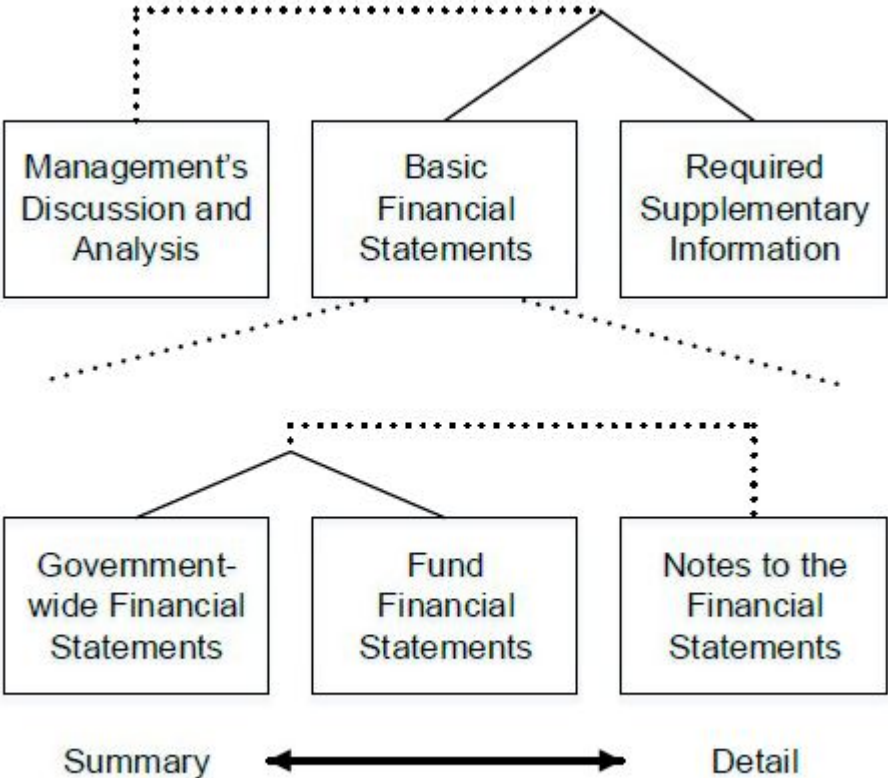 Management's
Discussion and
Analysis
Basic
Financial
Statements
Required
Supplementary
Information
Government-
wide Financial
Statements
Fund
Financial
Statements
Notes to the
Financial
Statements
Summary
Detail